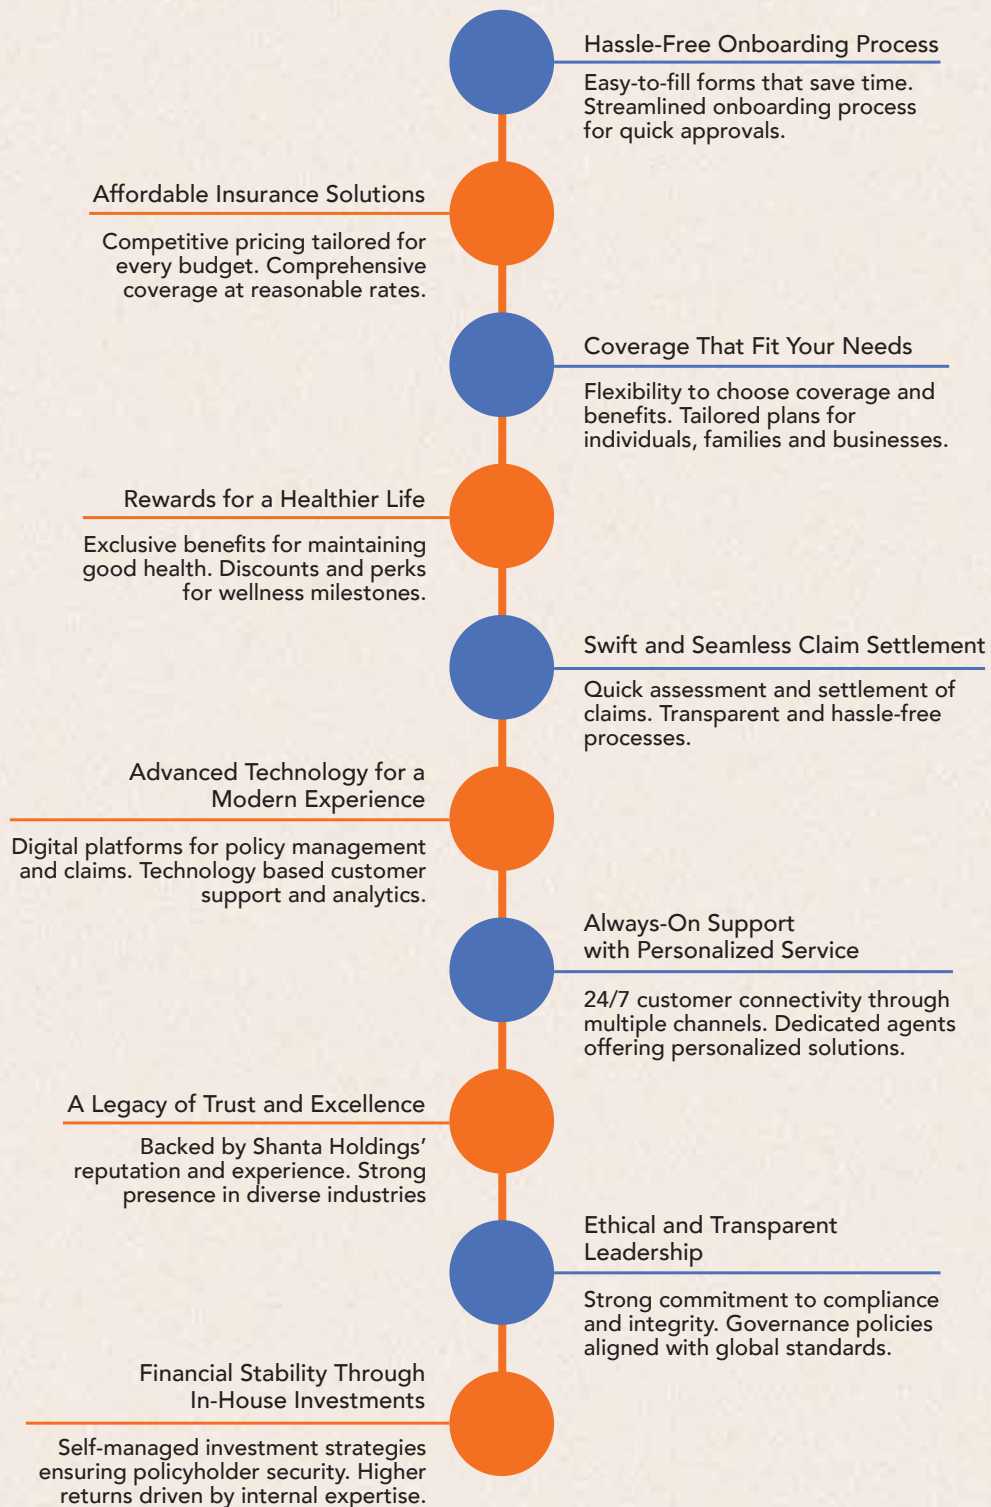 Hassle-Free Onboarding Process
Easy-to-fill forms that save time.
Streamlined onboarding process
for quick approvals.
Affordable Insurance Solutions
Competitive pricing tailored for
every budget. Comprehensive
coverage at reasonable rates.
Coverage That Fit Your Needs
Flexibility to choose coverage and
benefits. Tailored plans for
individuals, families and businesses.
Rewards for a Healthier Life
Exclusive benefits for maintaining
good health. Discounts and perks
for wellness milestones.
Swift and Seamless Claim Settlement
Quick assessment and settlement of
claims. Transparent and hassle-free
processes.
Advanced Technology for a
Modern Experience
Digital platforms for policy management
and claims. Technology based customer
support and analytics.
Always-On Support
with Personalized Service
24/7 customer connectivity through
multiple channels. Dedicated agents
offering personalized solutions.
A Legacy of Trust and Excellence
Backed by Shanta Holdings’
reputation and experience. Strong
presence in diverse industries
Ethical and Transparent
Leadership
Strong commitment to compliance
and integrity. Governance policies
aligned with global standards.
Financial Stability Through
In-House Investments
Self-managed investment strategies
ensuring policyholder security. Higher
returns driven by internal expertise.